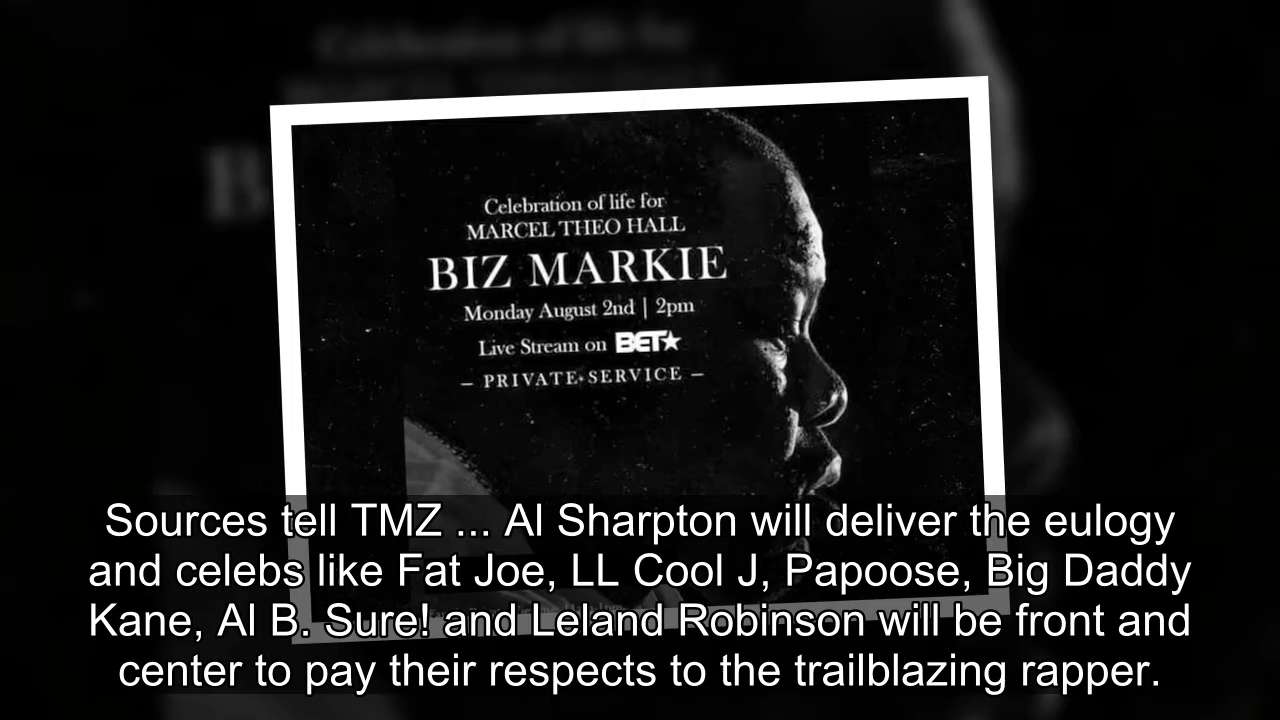 Celebration of life for
MARCEL THEO HALL
BIZ MARKIE
Monday August 2nd | 2pm
Live Stream on BET★
– PRIVATE SERVICE –
Sources tell TMZ ... Al Sharpton will deliver the eulogy
and celebs like Fat Joe, LL Cool J, Papoose, Big Daddy
Kane, Al B. Sure! and Leland Robinson will be front and
center to pay their respects to the trailblazing rapper.